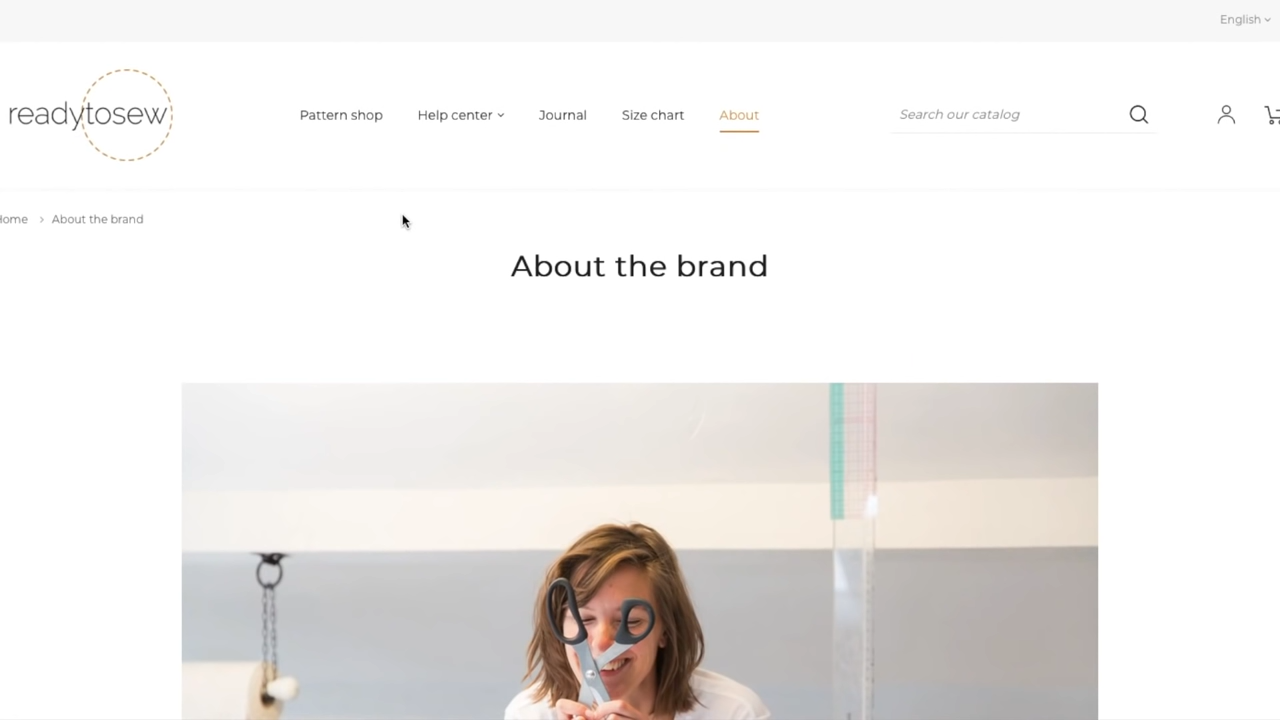 English
readytosew
Pattern shop
Help center
Journal
Size chart
About
Search our catalog
Home > About the brand
About the brand